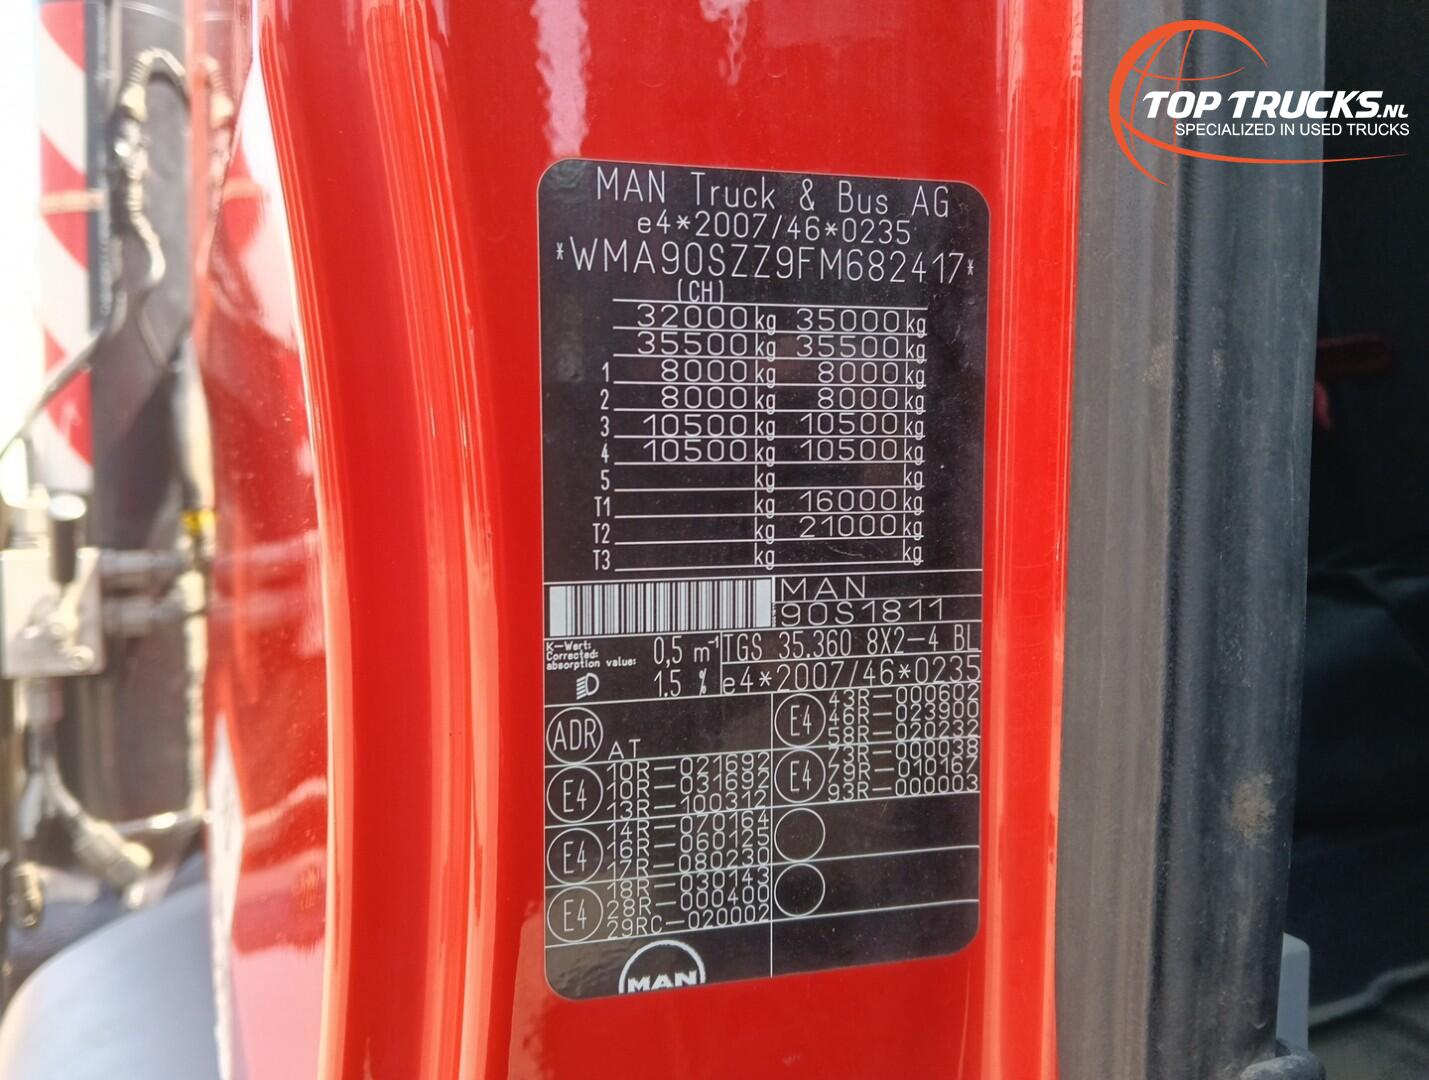 TOP TRUCKS.NL
SPECIALIZED IN USED TRUCKS
MAN Truck & Bus AG
e4*2007/46*0235
*WMA90SZZ9FM682417*
(CH)
32000 kg 35000 kg
35500 kg 35500 kg
1 8000 kg 8000 kg
2 8000 kg 8000 kg
3 10500 kg 10500 kg
4 10500 kg 10500 kg
5 kg kg
T1 kg 16000 kg
T2 kg 21000 kg
T3 kg kg
MAN
90S1811
K-Wert:
Corrected
absorption value:
0,5 m-1
TGS 35.360 8X2-4 BL
1.5 %
e4*2007/46*0235
ADR AT
E4
10R-021692
10R-031692
13R-100312
E4
14R-070164
16R-060125
17R-080230
E4
18R-030143
28R-000400
29RC-020002
E4
43R-000602
46R-023900
58R-020232
E4
73R-000038
79R-010167
93R-000003
MAN